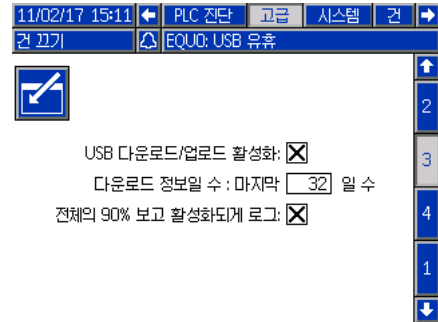 11/02/17 15:11 PLC 진단 고급 시스템 건
건 끄기 EQU0: USB 유휴
2
USB 다운로드/업로드 활성화:
3
다운로드 정보일 수 : 마지막 32 일 수
전체의 90% 보고 활성화되게 로그:
4
1